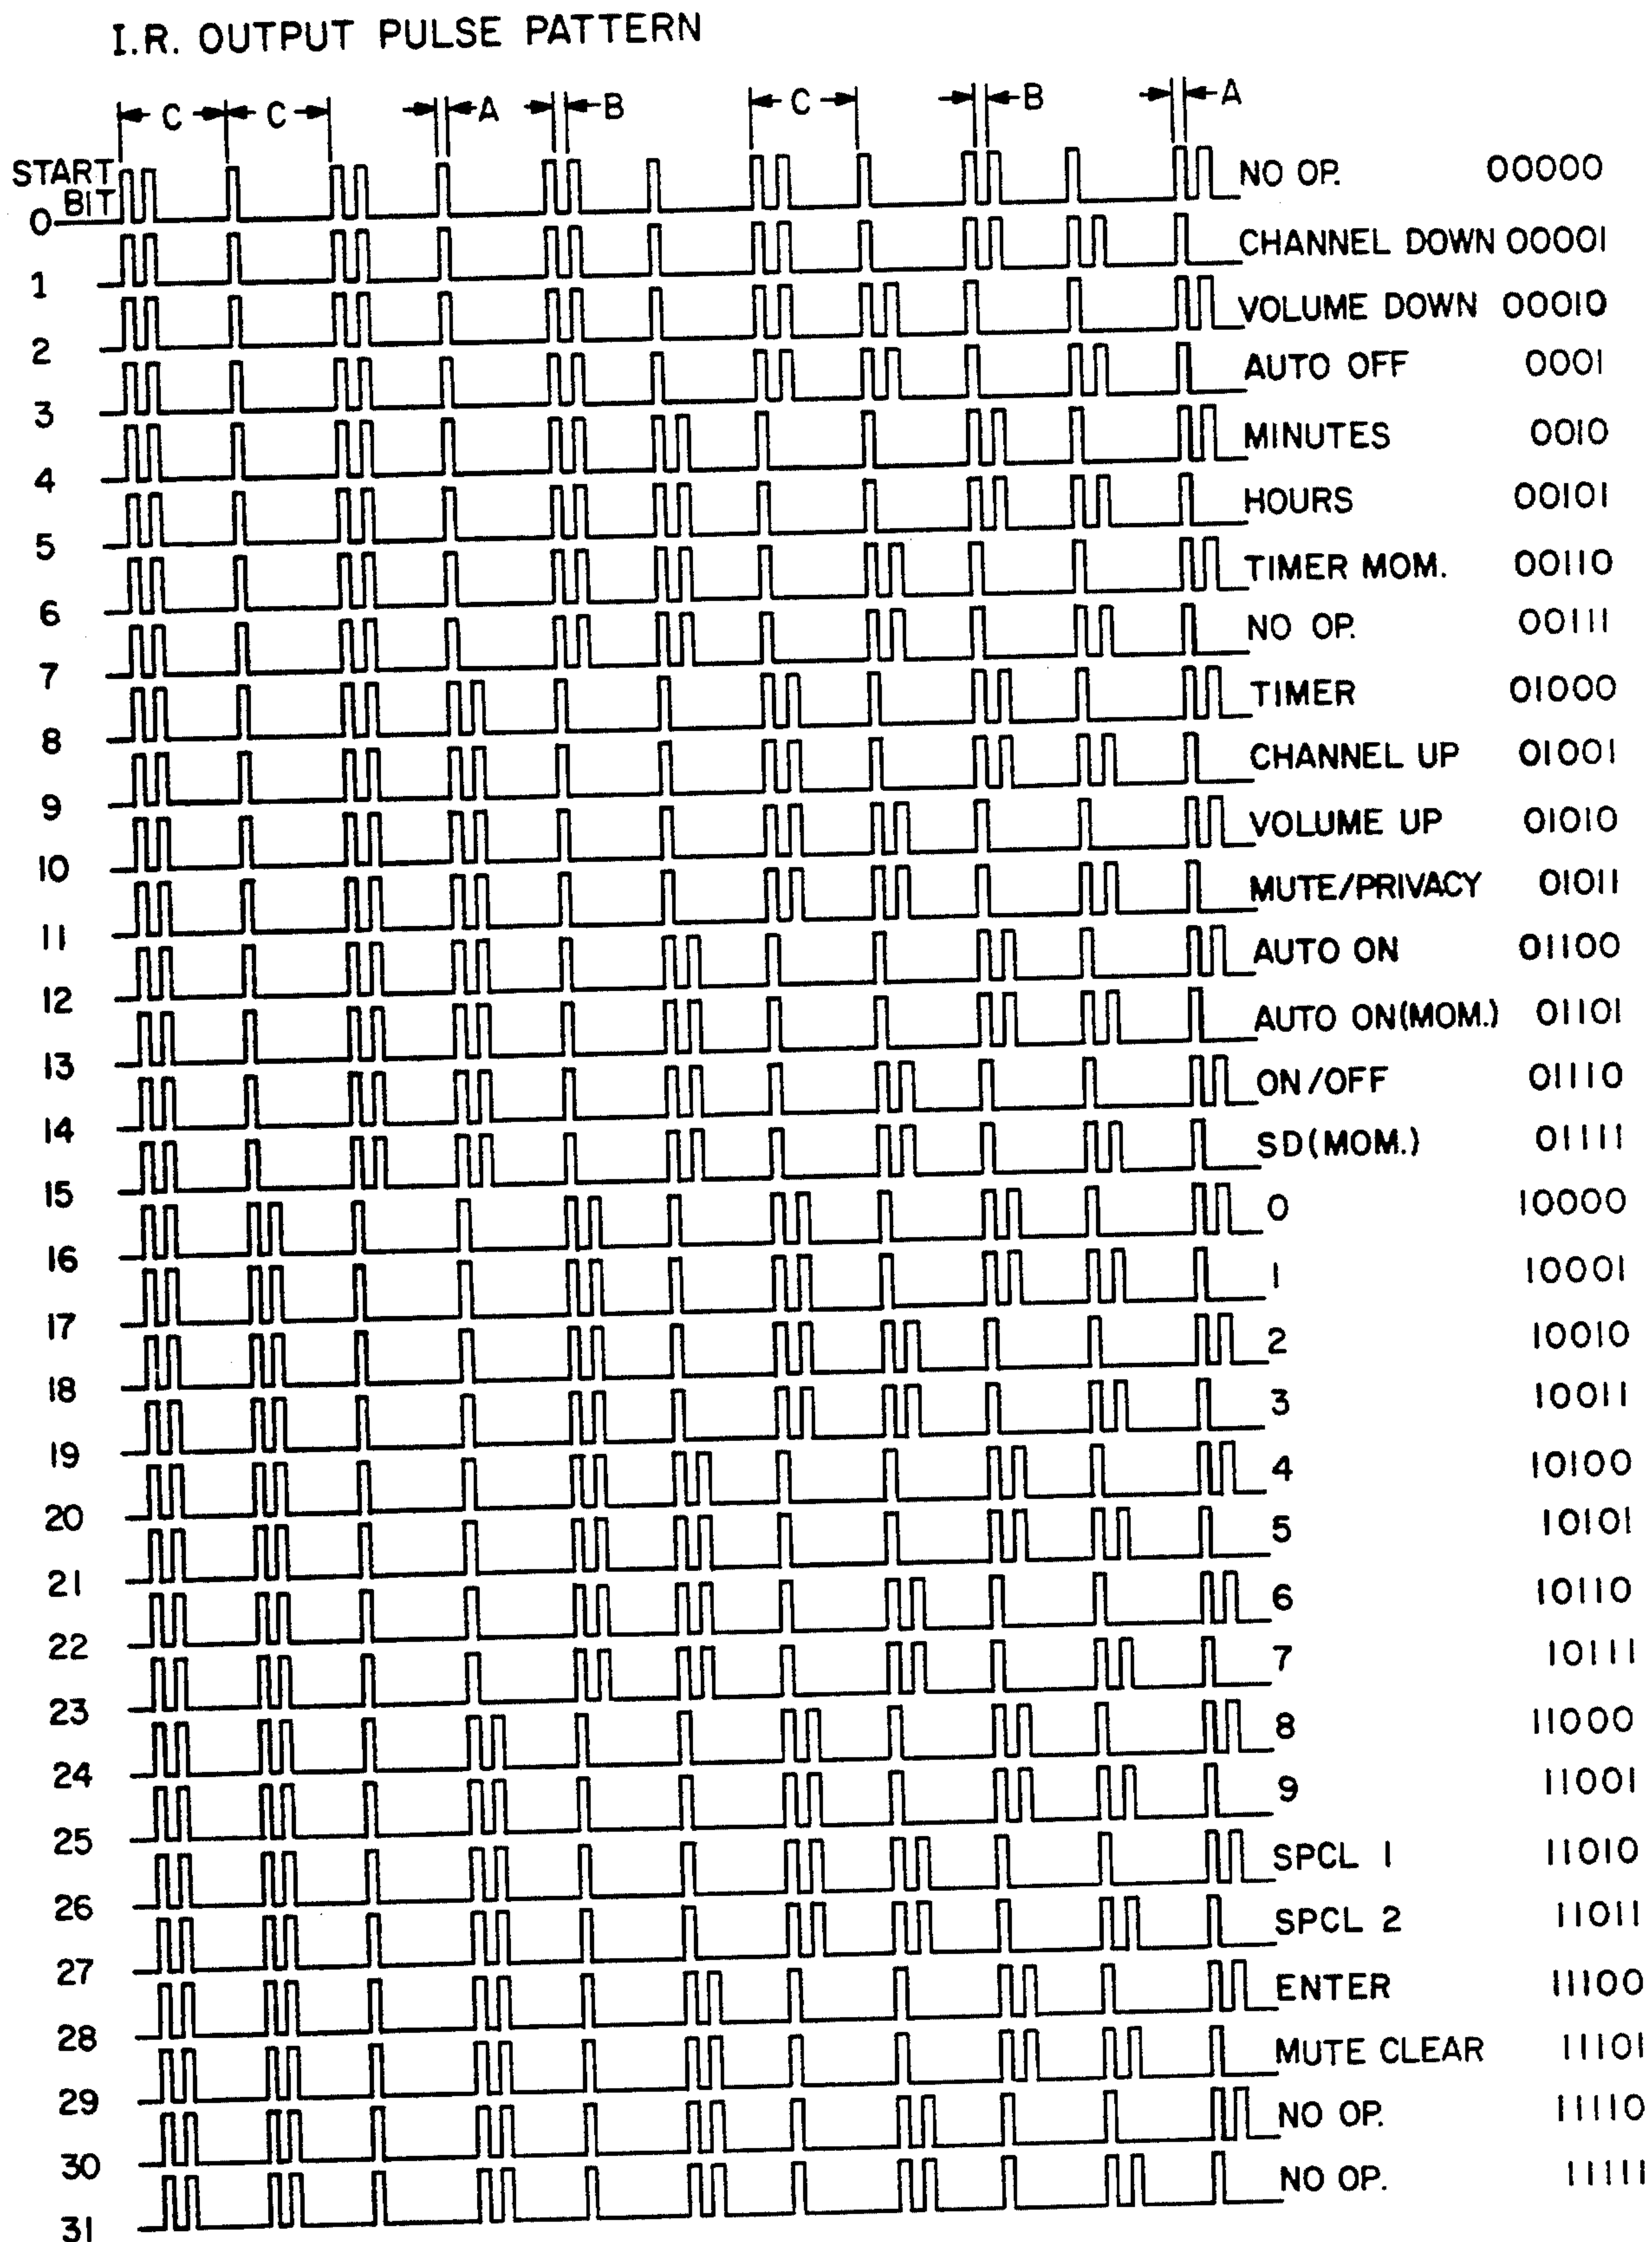 I.R. OUTPUT PULSE PATTERN
C C A B C B A
START BIT
0 NO OP. 00000
1 CHANNEL DOWN 00001
2 VOLUME DOWN 00010
3 AUTO OFF 0001
4 MINUTES 0010
5 HOURS 00101
6 TIMER MOM. 00110
7 NO OP. 00111
8 TIMER 01000
9 CHANNEL UP 01001
10 VOLUME UP 01010
11 MUTE/PRIVACY 01011
12 AUTO ON 01100
13 AUTO ON(MOM.) 01101
14 ON/OFF 01110
15 SD(MOM.) 01111
16 0 10000
17 1 10001
18 2 10010
19 3 10011
20 4 10100
21 5 10101
22 6 10110
23 7 10111
24 8 11000
25 9 11001
26 SPCL 1 11010
27 SPCL 2 11011
28 ENTER 11100
29 MUTE CLEAR 11101
30 NO OP. 11110
31 NO OP. 11111